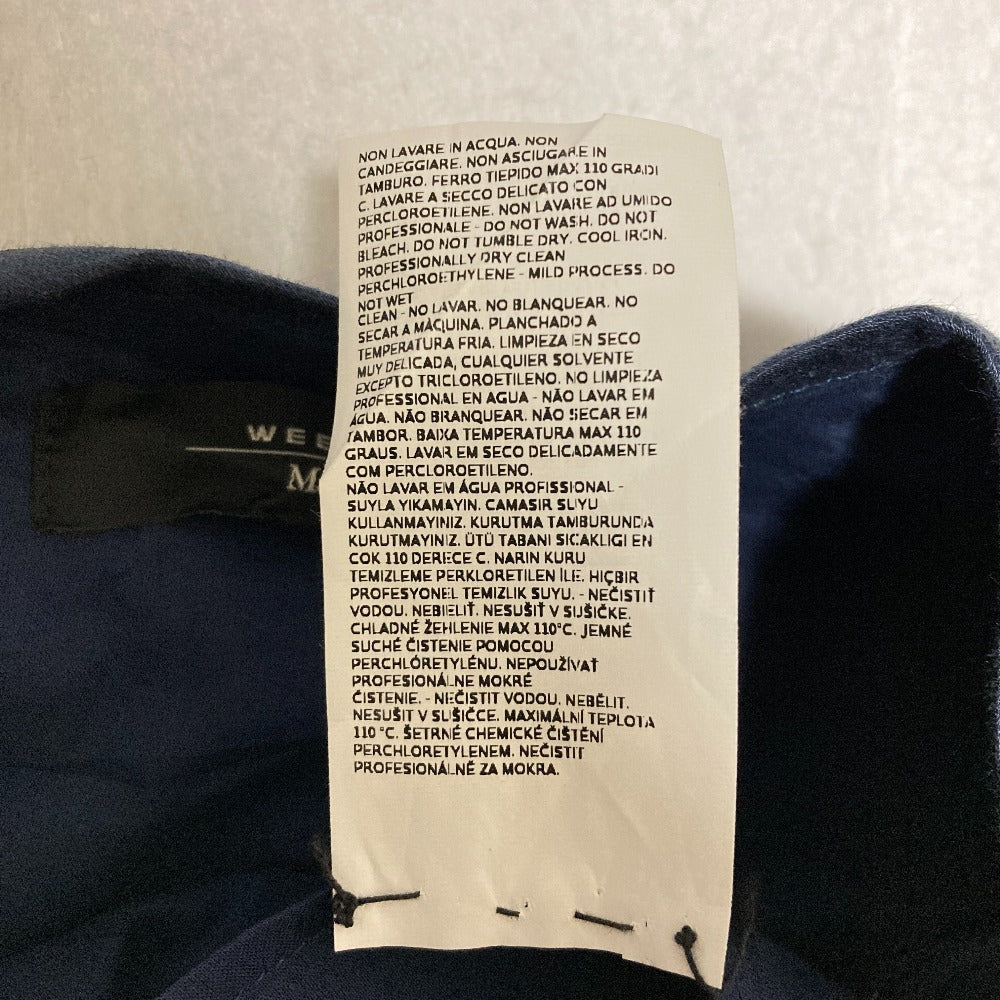 NON LAVARE IN ACQUA. NON
CANDEGGIARE. NON ASCIUGARE IN
TAMBURO. FERRO TIEPIDO MAX 110 GRADI
C. LAVARE A SECCO DELICATO CON
PERCLOROETILENE. NON LAVARE AD UMIDO
PROFESSIONALE - DO NOT WASH. DO NOT
BLEACH. DO NOT TUMBLE DRY. COOL IRON.
PROFESSIONALLY DRY CLEAN
PERCHLOROETHYLENE - MILD PROCESS. DO
NOT WET
CLEAN - NO LAVAR. NO BLANQUEAR. NO
SECAR A MÁQUINA. PLANCHADO A
TEMPERATURA FRIA. LIMPIEZA EN SECO
MUY DELICADA, CUALQUIER SOLVENTE
EXCEPTO TRICLOROETILENO. NO LIMPIEZA
PROFESSIONAL EN AGUA - NÃO LAVAR EM
ÁGUA. NÃO BRANQUEAR. NÃO SECAR EM
TAMBOR. BAIXA TEMPERATURA MAX 110
GRAUS. LAVAR EM SECO DELICADAMENTE
COM PERCLOROETILENO.
NÃO LAVAR EM ÁGUA PROFISSIONAL -
SUYLA YIKAMAYIN. CAMASIR SUYU
KULLANMAYINIZ. KURUTMA TAMBURUNDA
KURUTMAYINIZ. ÜTÜ TABANI SICAKLIGI EN
COK 110 DERECE C. NARIN KURU
TEMIZLEME PERKLORETILEN İLE. HIÇBIR
PROFESYONEL TEMIZLIK SUYU. - NEČISTIŤ
VODOU. NEBIELIŤ. NESUŠIŤ V SUŠIČKE.
CHLADNÉ ŽEHLENIE MAX 110°C. JEMNÉ
SUCHÉ ČISTENIE POMOCOU
PERCHLÓRETYLÉNU. NEPOUŽÍVAŤ
PROFESIONÁLNE MOKRÉ
ČISTENIE. - NEČISTIT VODOU. NEBĚLIT.
NESUŠIT V SUŠIČCE. MAXIMÁLNÍ TEPLOTA
110 °C. ŠETRNÉ CHEMICKÉ ČIŠTĚNÍ
PERCHLORETYLENEM. NEČISTIT
PROFESIONÁLNĚ ZA MOKRA.
WEE
M